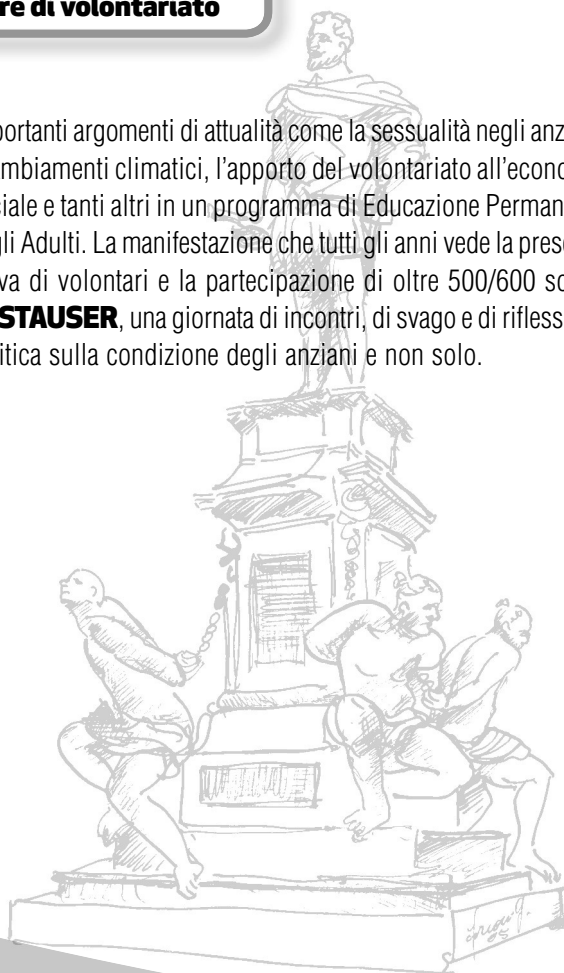 re di volontariato
portanti argomenti di attualità come la sessualità negli anz
mbiamenti climatici, l'apporto del volontariato all'econo
ciale e tanti altri in un programma di Educazione Perman
gli Adulti. La manifestazione che tutti gli anni vede la prese
va di volontari e la partecipazione di oltre 500/600 so
STAUSER, una giornata di incontri, di svago e di rifless
itica sulla condizione degli anziani e non solo.